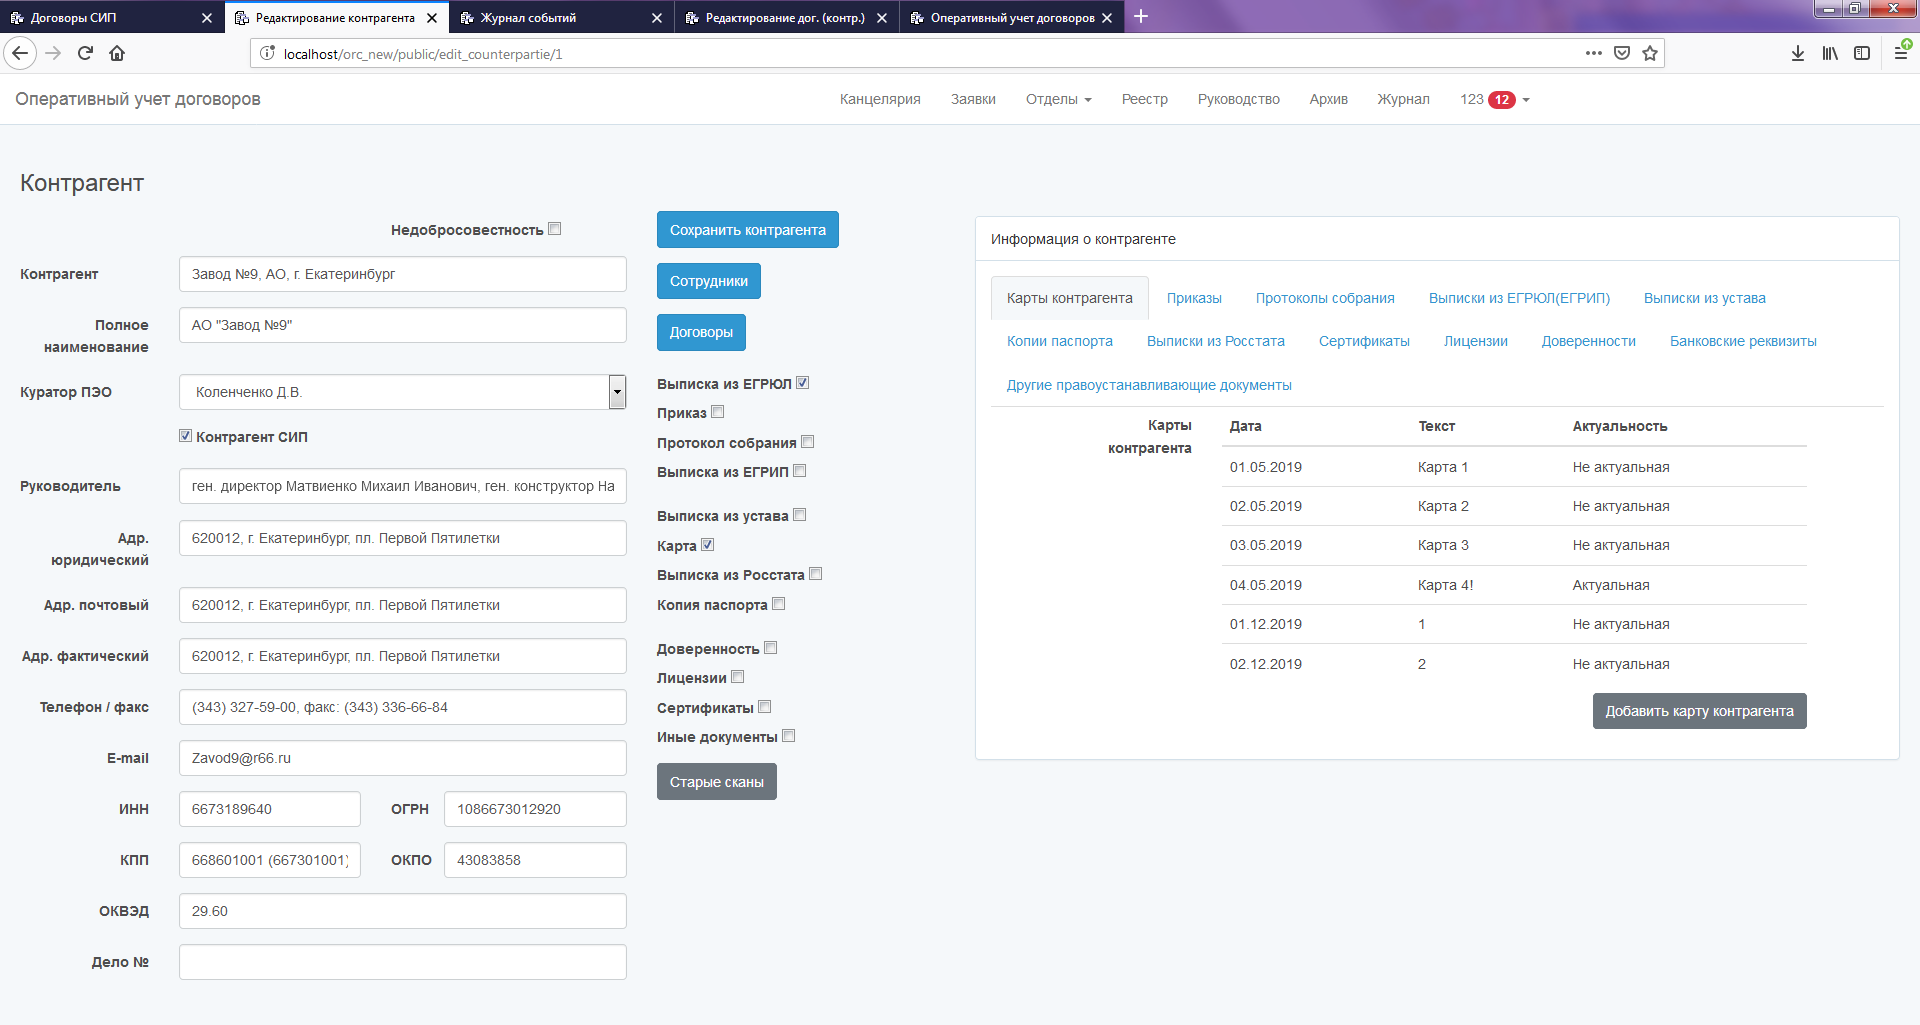 Договоры СИП
Редактирование контрагента
Журнал событий
Редактирование дог. (контр.)
Оперативный учет договоров
localhost/orc_new/public/edit_counterpartie/1
Оперативный учет договоров
Канцелярия
Заявки
Отделы
Реестр
Руководство
Архив
Журнал
123 12
Контрагент
Недобросовестность
Контрагент
Завод №9, АО, г. Екатеринбург
Полное
наименование
АО "Завод №9"
Куратор ПЭО
Коленченко Д.В.
Контрагент СИП
Руководитель
ген. директор Матвиенко Михаил Иванович, ген. конструктор На
Адр.
юридический
620012, г. Екатеринбург, пл. Первой Пятилетки
Адр. почтовый
620012, г. Екатеринбург, пл. Первой Пятилетки
Адр. фактический
620012, г. Екатеринбург, пл. Первой Пятилетки
Телефон / факс
(343) 327-59-00, факс: (343) 336-66-84
E-mail
Zavod9@r66.ru
ИНН
6673189640
ОГРН
1086673012920
КПП
668601001 (667301001)
ОКПО
43083858
ОКВЭД
29.60
Дело №
Сохранить контрагента
Сотрудники
Договоры
Выписка из ЕГРЮЛ
Приказ
Протокол собрания
Выписка из ЕГРИП
Выписка из устава
Карта
Выписка из Росстата
Копия паспорта
Доверенность
Лицензии
Сертификаты
Иные документы
Старые сканы
Информация о контрагенте
Карты контрагента
Приказы
Протоколы собрания
Выписки из ЕГРЮЛ(ЕГРИП)
Выписки из устава
Копии паспорта
Выписки из Росстата
Сертификаты
Лицензии
Доверенности
Банковские реквизиты
Другие правоустанавливающие документы
Карты
контрагента
Дата Текст Актуальность
01.05.2019 Карта 1 Не актуальная
02.05.2019 Карта 2 Не актуальная
03.05.2019 Карта 3 Не актуальная
04.05.2019 Карта 4! Актуальная
01.12.2019 1 Не актуальная
02.12.2019 2 Не актуальная
Добавить карту контрагента